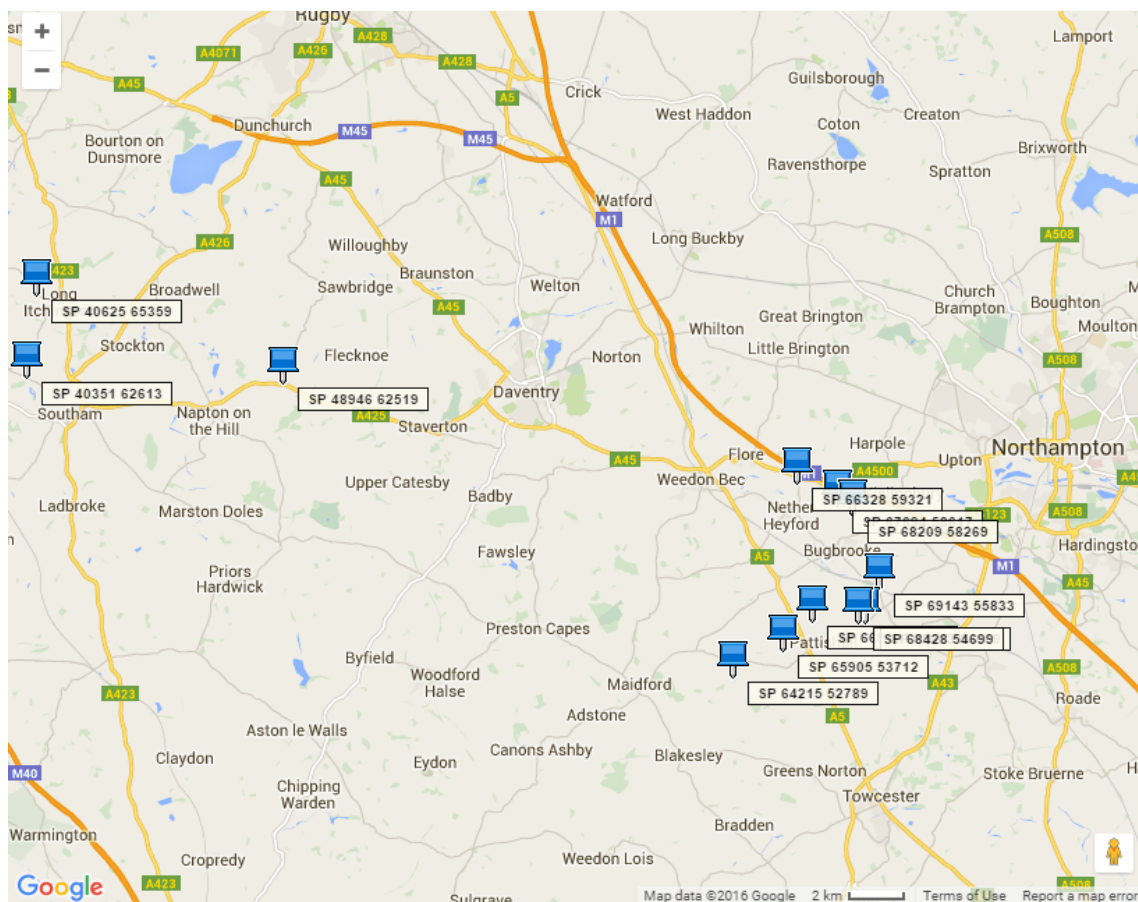 Rugby
A428
A426
A4071
A428
A45
A5
Crick
Lamport
Guilsborough
West Haddon
Creaton
Coton
Brixworth
Dunchurch
M45
M45
Bourton on
Dunsmore
Ravensthorpe
Spratton
A45
Watford
M1
A508
A426
Willoughby
Long Buckby
A423
Braunston
Broadwell
Sawbridge
Welton
Church
Brampton
Boughton
Long
Itch
SP 40625 65359
A45
Great Brington
Moulton
Whilton
Stockton
Flecknoe
Norton
Little Brington
A508
SP 40351 62613
SP 48946 62519
Daventry
Southam
A425
Napton on
the Hill
Staverton
Flore
Harpole
Northampton
A45
A4500
Upton
Weedon Bec
Upper Catesby
Badby
SP 66328 59321
Ladbroke
Marston Doles
Nether
Heyford
A508
SP 68209 58269
Fawsley
A5
Bugbrooke
Hardingston
M1
Priors
Hardwick
A45
SP 69143 55833
Preston Capes
SP 68428 54699
Pattis
Byfield
SP 65905 53712
A508
Woodford
Halse
Maidford
A43
SP 64215 52789
A423
Roade
Adstone
A5
Aston le Walls
Canons Ashby
Blakesley
Claydon
Eydon
M40
Greens Norton
Stoke Bruerne
Chipping
Warden
Towcester
Warmington
Bradden
Cropredy
Weedon Lois
A423
A508
Sulgrave
Google
Map data ©2016 Google
2 km
Terms of Use
Report a map error